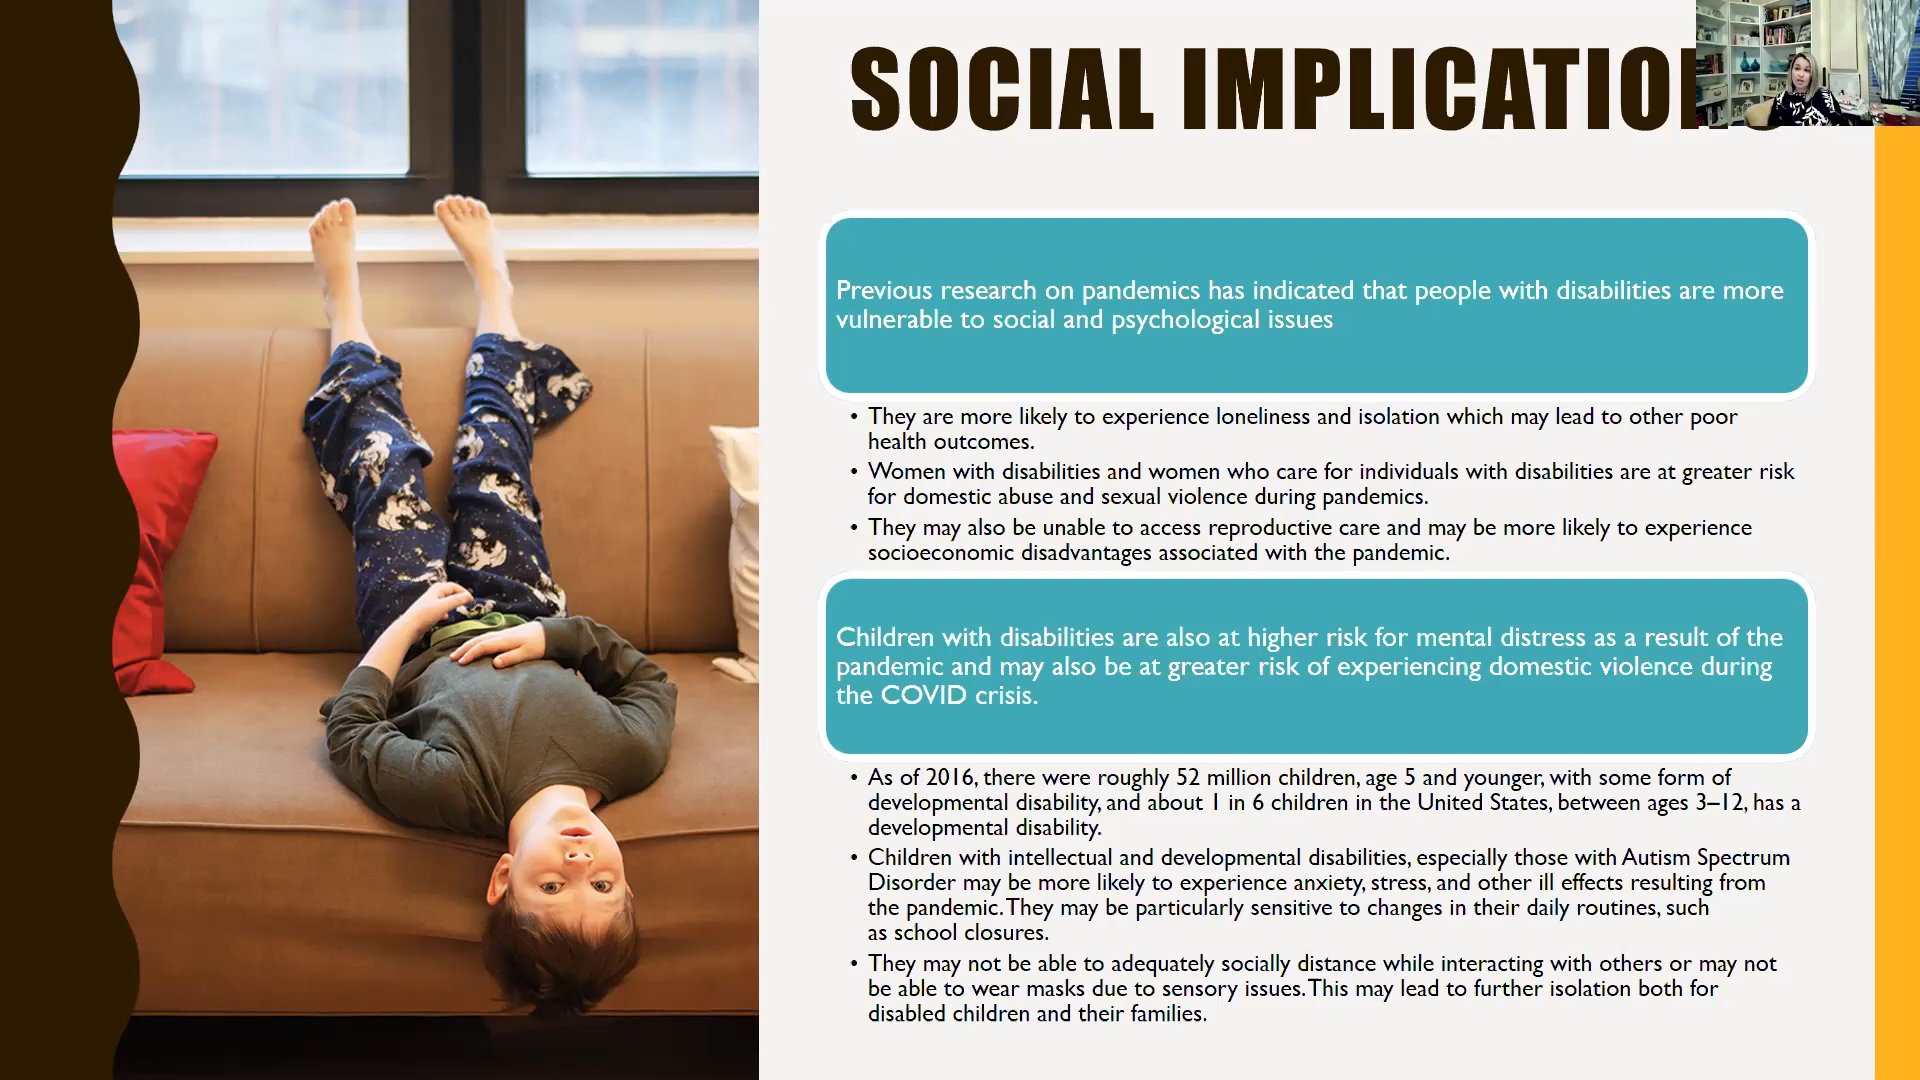 SOCIAL IMPLICATION
Previous research on pandemics has indicated that people with disabilities are more
vulnerable to social and psychological issues
• They are more likely to experience loneliness and isolation which may lead to other poor
health outcomes.
• Women with disabilities and women who care for individuals with disabilities are at greater risk
for domestic abuse and sexual violence during pandemics.
• They may also be unable to access reproductive care and may be more likely to experience
socioeconomic disadvantages associated with the pandemic.
Children with disabilities are also at higher risk for mental distress as a result of the
pandemic and may also be at greater risk of experiencing domestic violence during
the COVID crisis.
• As of 2016, there were roughly 52 million children, age 5 and younger, with some form of
developmental disability, and about 1 in 6 children in the United States, between ages 3–12, has a
developmental disability.
• Children with intellectual and developmental disabilities, especially those with Autism Spectrum
Disorder may be more likely to experience anxiety, stress, and other ill effects resulting from
the pandemic. They may be particularly sensitive to changes in their daily routines, such
as school closures.
• They may not be able to adequately socially distance while interacting with others or may not
be able to wear masks due to sensory issues. This may lead to further isolation both for
disabled children and their families.